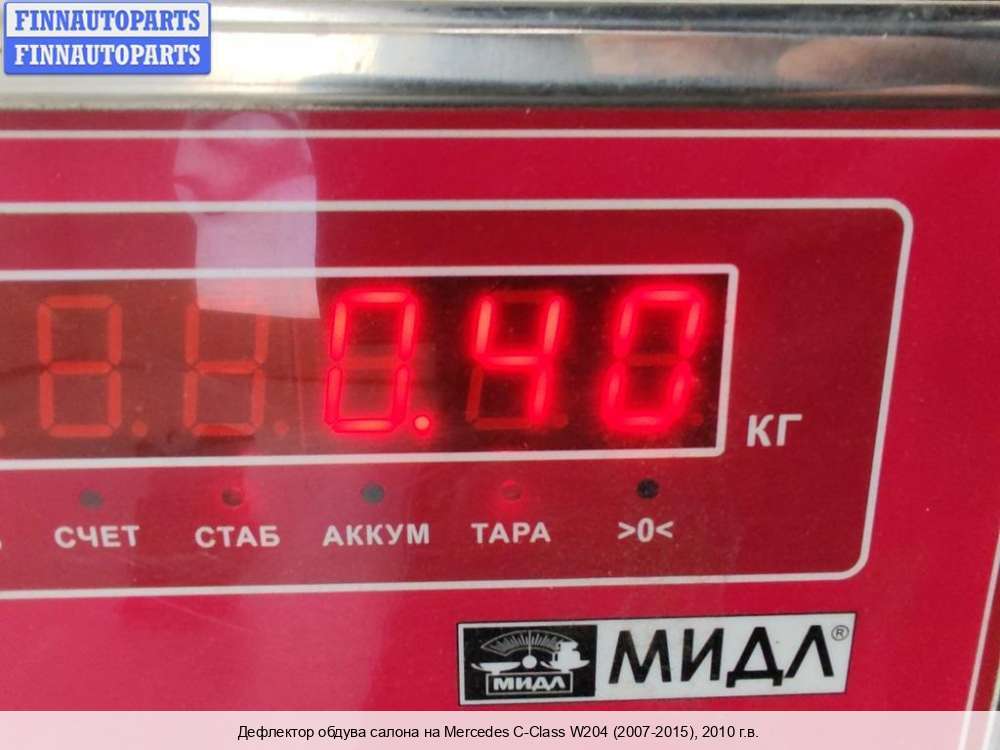 FINNAUTOPARTS
FINNAUTOPARTS
0.40
КГ
СЧЕТ СТАБ АККУМ ТАРА >0<
МИДЛ МИДЛ®
Дефлектор обдува салона на Mercedes C-Class W204 (2007-2015), 2010 г.в.